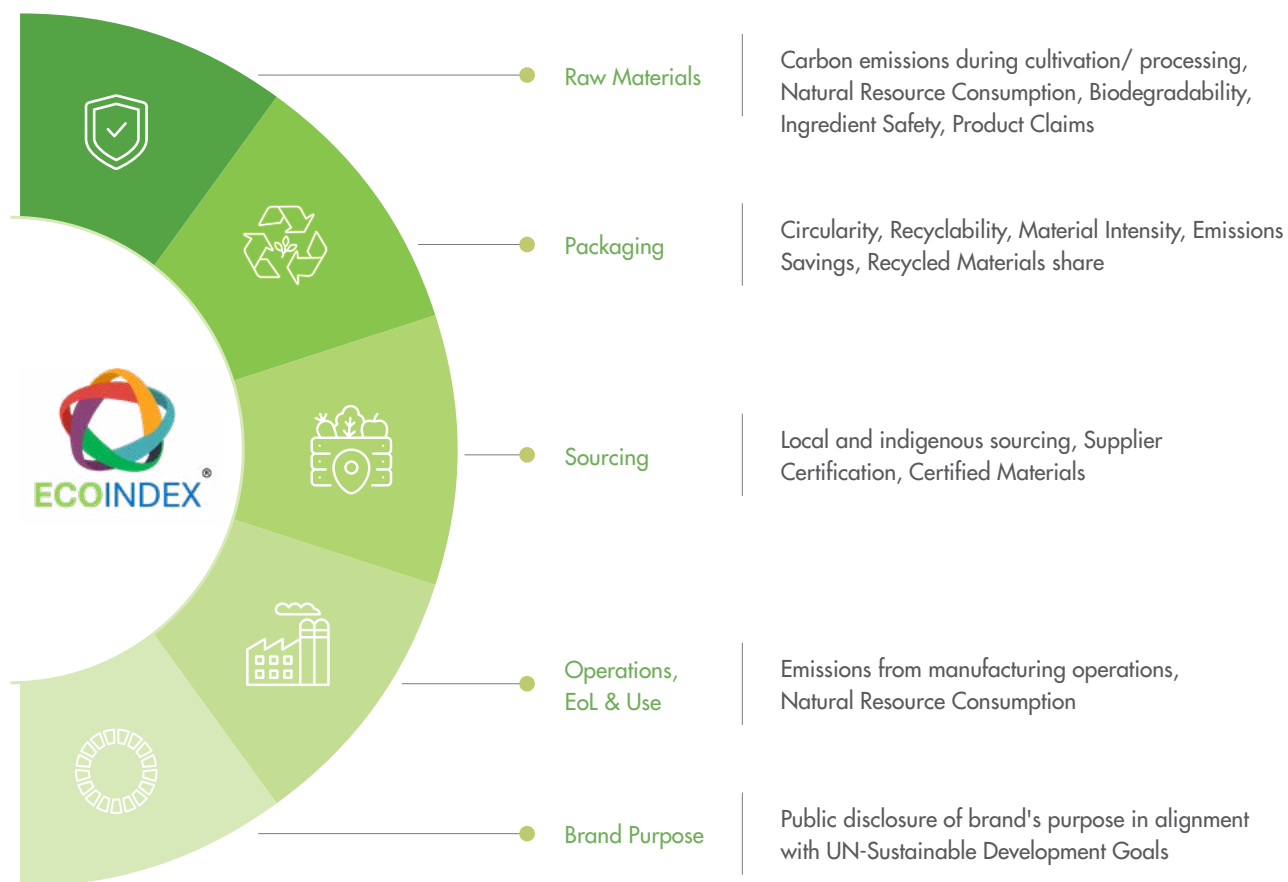 Raw Materials
Carbon emissions during cultivation/ processing,
Natural Resource Consumption, Biodegradability,
Ingredient Safety, Product Claims
Packaging
Circularity, Recyclability, Material Intensity, Emissions
Savings, Recycled Materials share
ECOINDEX®
Sourcing
Local and indigenous sourcing, Supplier
Certification, Certified Materials
Operations,
EoL & Use
Emissions from manufacturing operations,
Natural Resource Consumption
Brand Purpose
Public disclosure of brand's purpose in alignment
with UN-Sustainable Development Goals